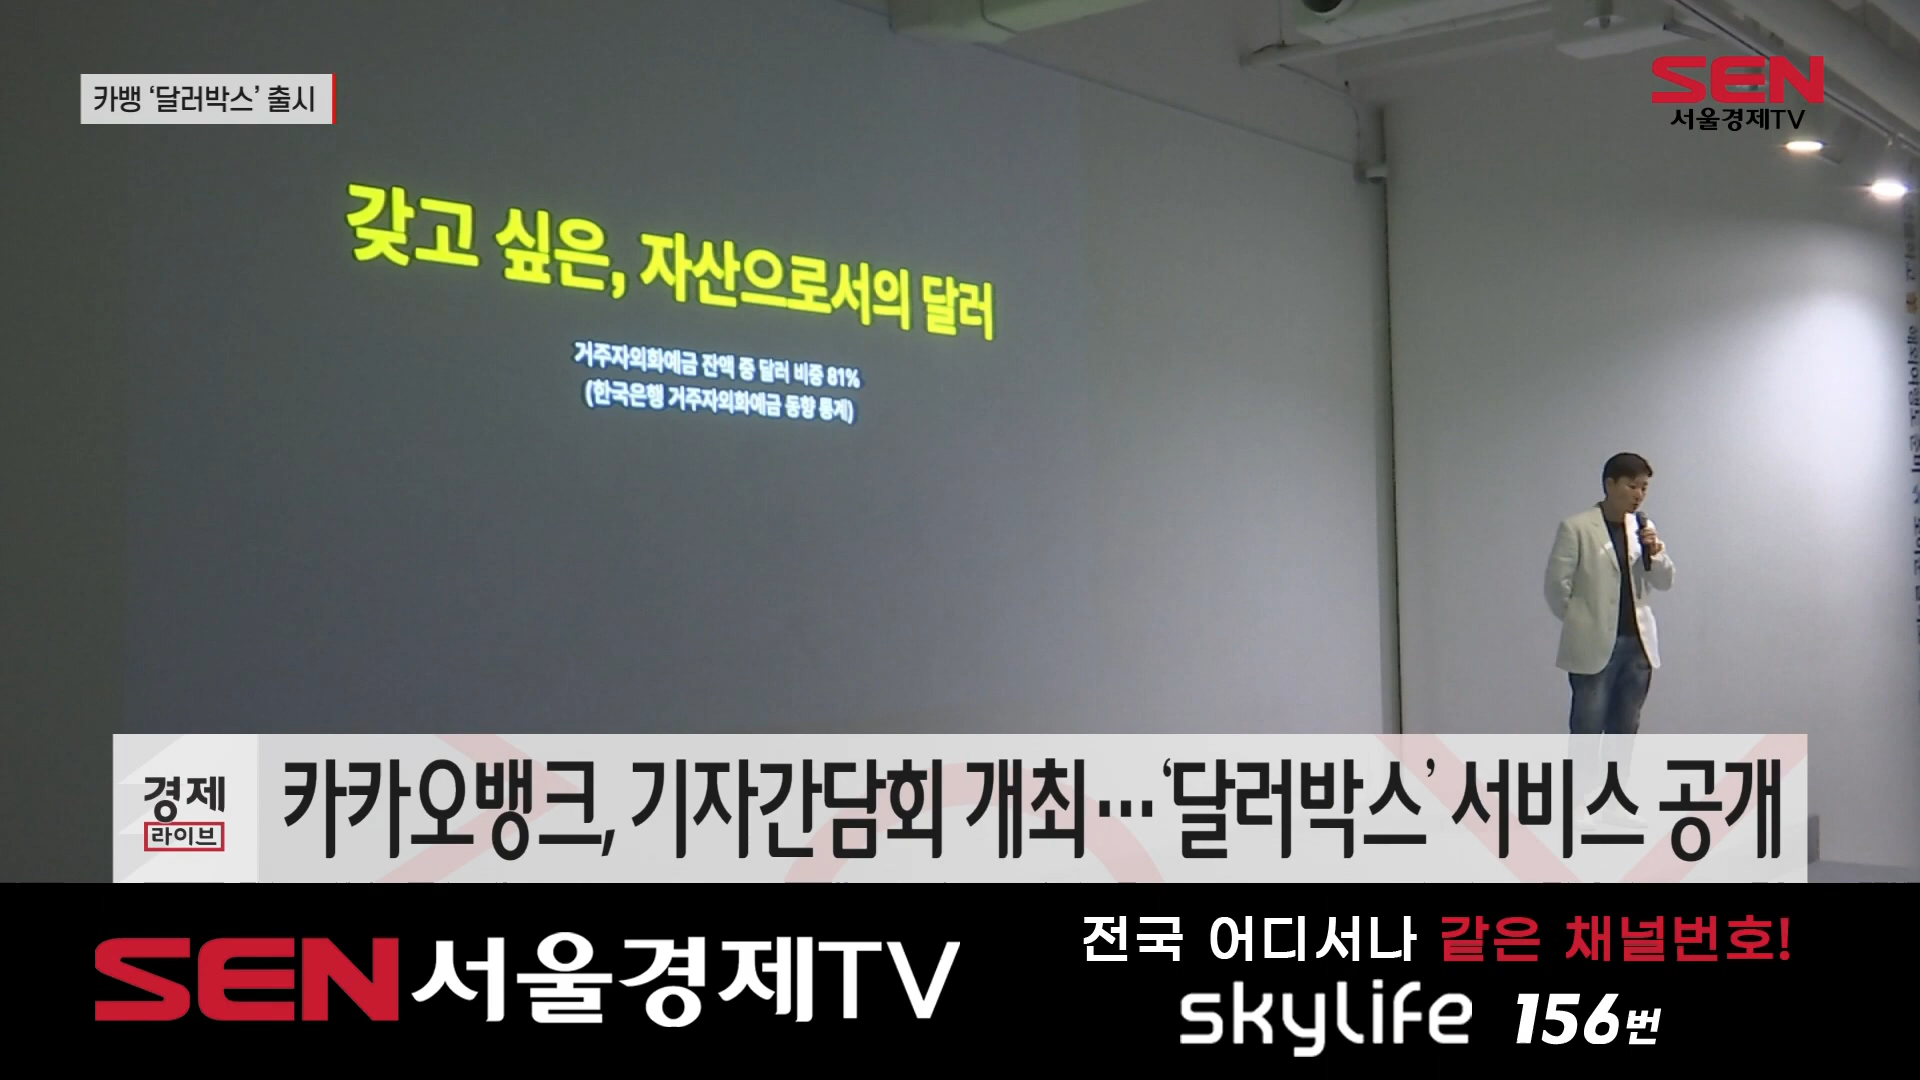 카뱅 ‘달러박스’ 출시
SEN
서울경제TV
갖고 싶은, 자산으로서의 달러
거주자외화예금 잔액 중 달러 비중 81%
(한국은행 거주자외화예금 동향 통계)
경제
라이브
카카오뱅크, 기자간담회 개최…‘달러박스’ 서비스 공개
SEN서울경제TV
전국 어디서나 같은 채널번호!
skylife 156번